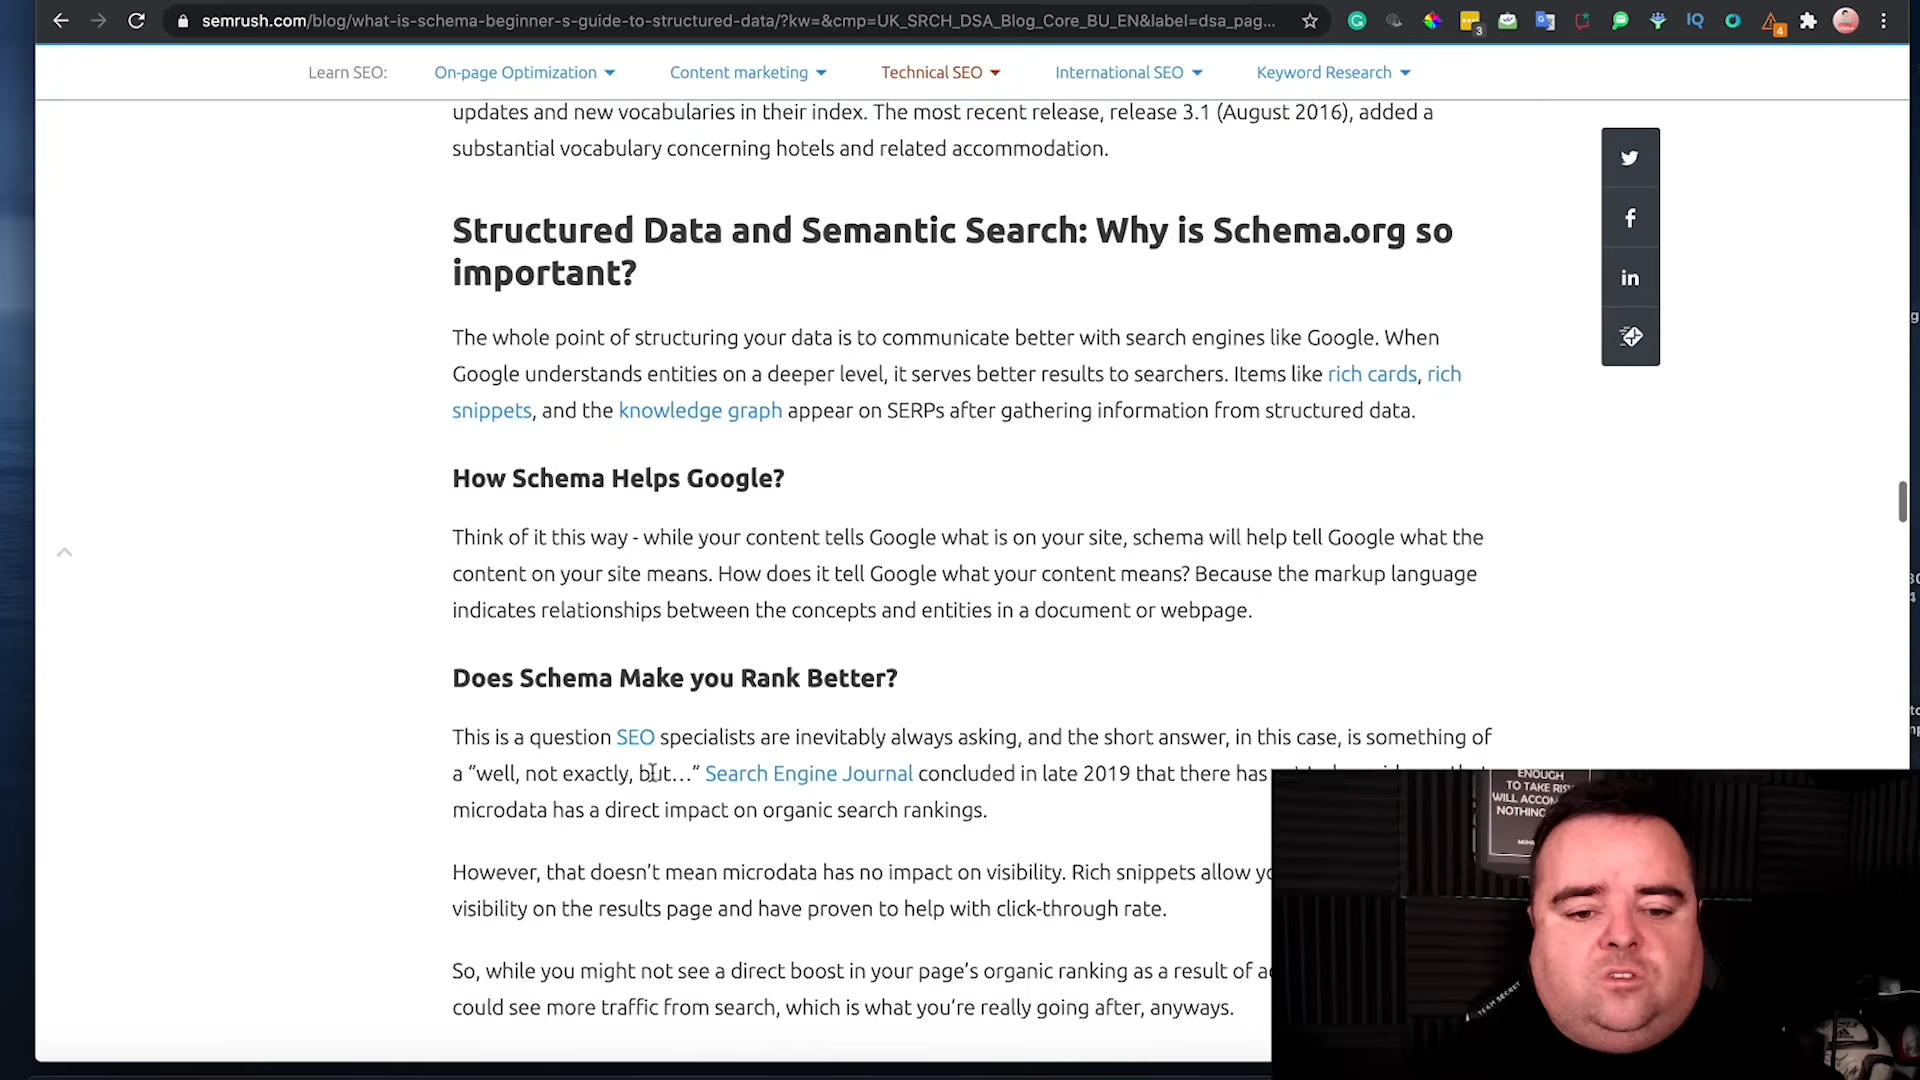 semrush.com/blog/what-is-schema-beginner-s-guide-to-structured-data/?kw=&cmp=UK_SRCH_DSA_Blog_Core_BU_EN&label=dsa_pag...
3
IQ
4
Learn SEO:
On-page Optimization
Content marketing
Technical SEO
International SEO
Keyword Research
updates and new vocabularies in their index. The most recent release, release 3.1 (August 2016), added a
substantial vocabulary concerning hotels and related accommodation.
Structured Data and Semantic Search: Why is Schema.org so
important?
The whole point of structuring your data is to communicate better with search engines like Google. When
Google understands entities on a deeper level, it serves better results to searchers. Items like rich cards, rich
snippets, and the knowledge graph appear on SERPs after gathering information from structured data.
How Schema Helps Google?
Think of it this way - while your content tells Google what is on your site, schema will help tell Google what the
content on your site means. How does it tell Google what your content means? Because the markup language
indicates relationships between the concepts and entities in a document or webpage.
Does Schema Make you Rank Better?
This is a question SEO specialists are inevitably always asking, and the short answer, in this case, is something of
a “well, not exactly, but…” Search Engine Journal concluded in late 2019 that there has
microdata has a direct impact on organic search rankings.
However, that doesn’t mean microdata has no impact on visibility. Rich snippets allow
visibility on the results page and have proven to help with click-through rate.
So, while you might not see a direct boost in your page’s organic ranking as a result of
could see more traffic from search, which is what you’re really going after, anyways.
ENOUGH
TO TAKE
WILL
NOTHING
TEAM SECRET